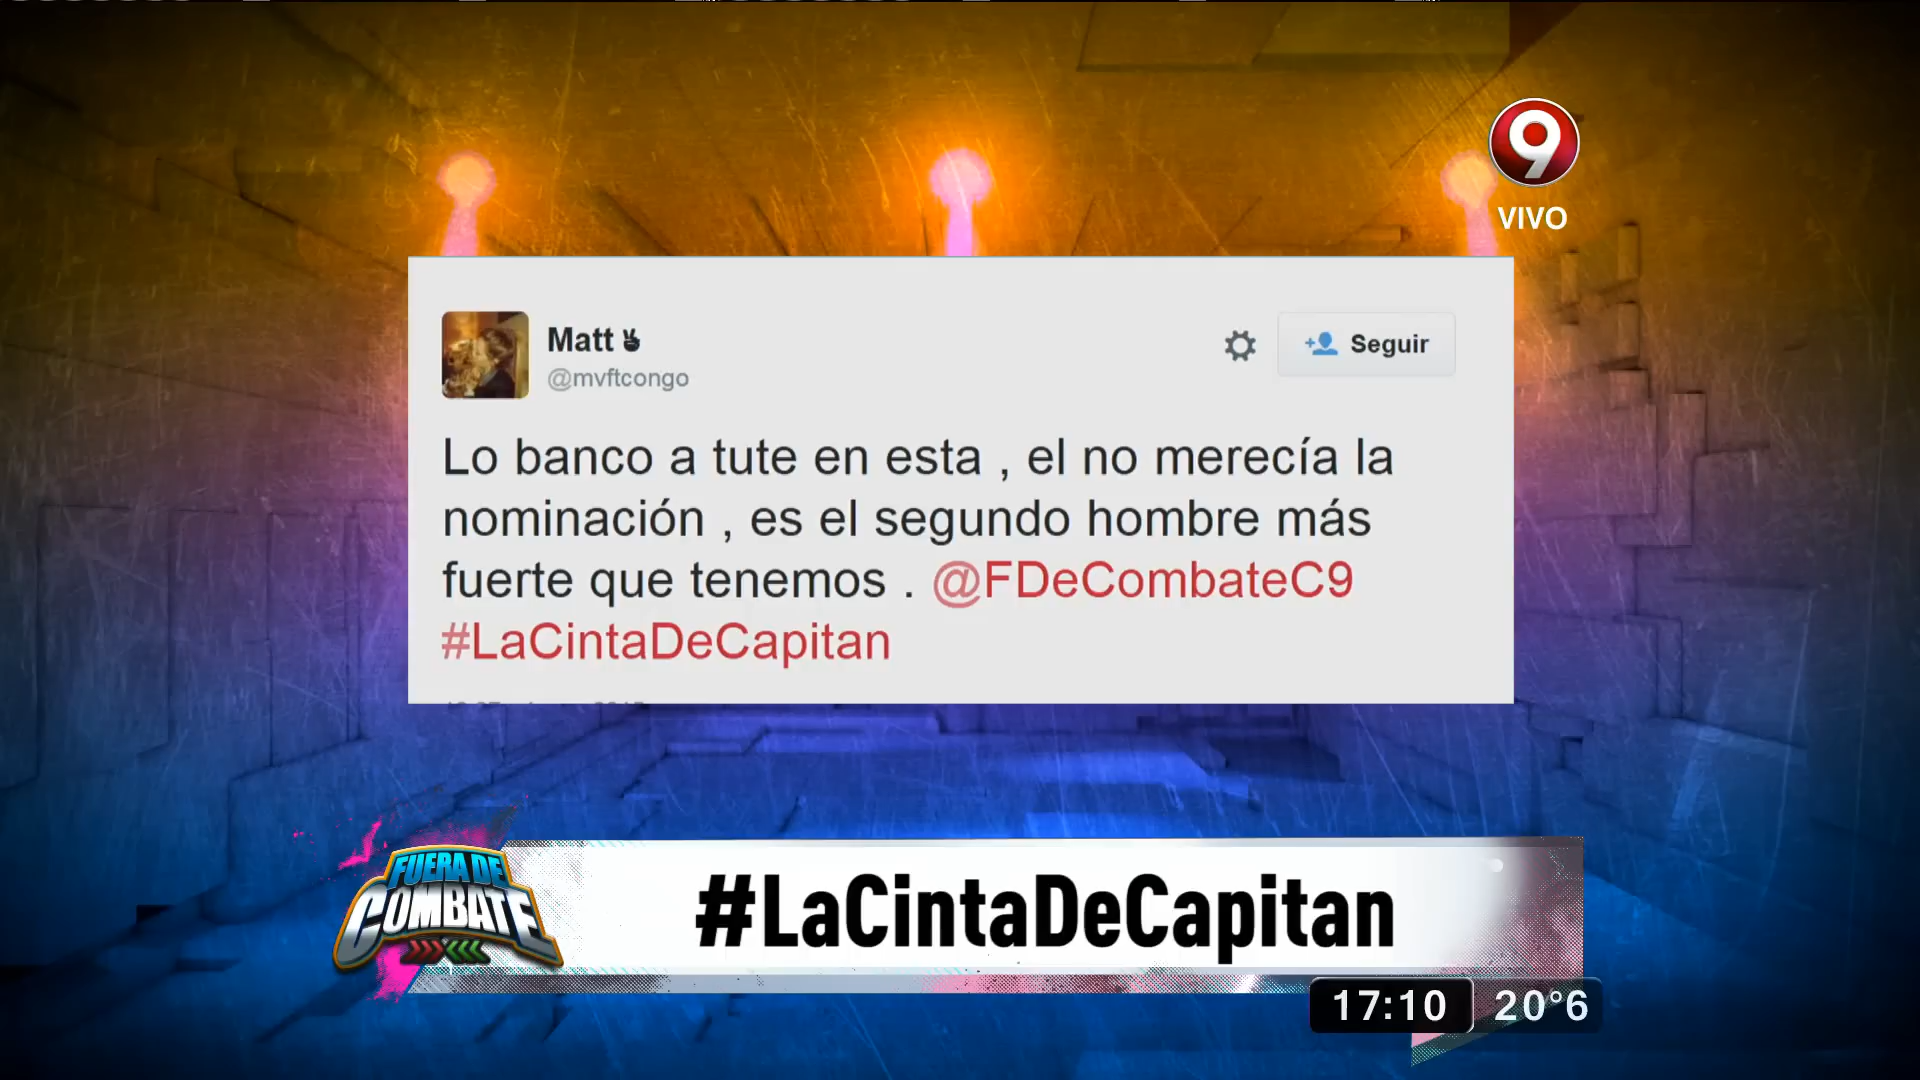 9
VIVO
Matt✌
@mvftcongo
Seguir
Lo banco a tute en esta , el no merecía la
nominación , es el segundo hombre más
fuerte que tenemos . @FDeCombateC9
#LaCintaDeCapitan
FUERA DE
COMBATE
#LaCintaDeCapitan
17:10 20°6